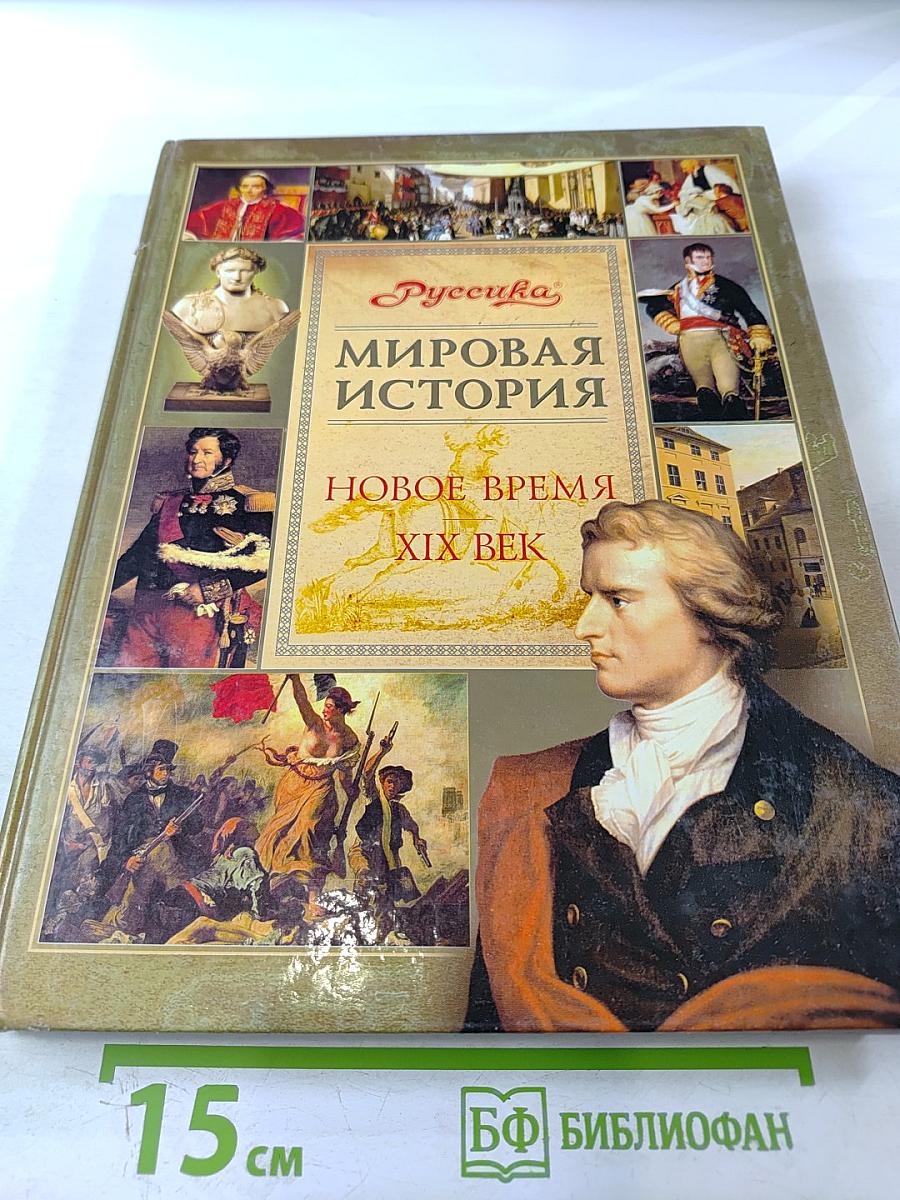 Руссика®
МИРОВАЯ
ИСТОРИЯ
НОВОЕ ВРЕМЯ
XIX ВЕК
15 см
БФ БИБЛИОФАН